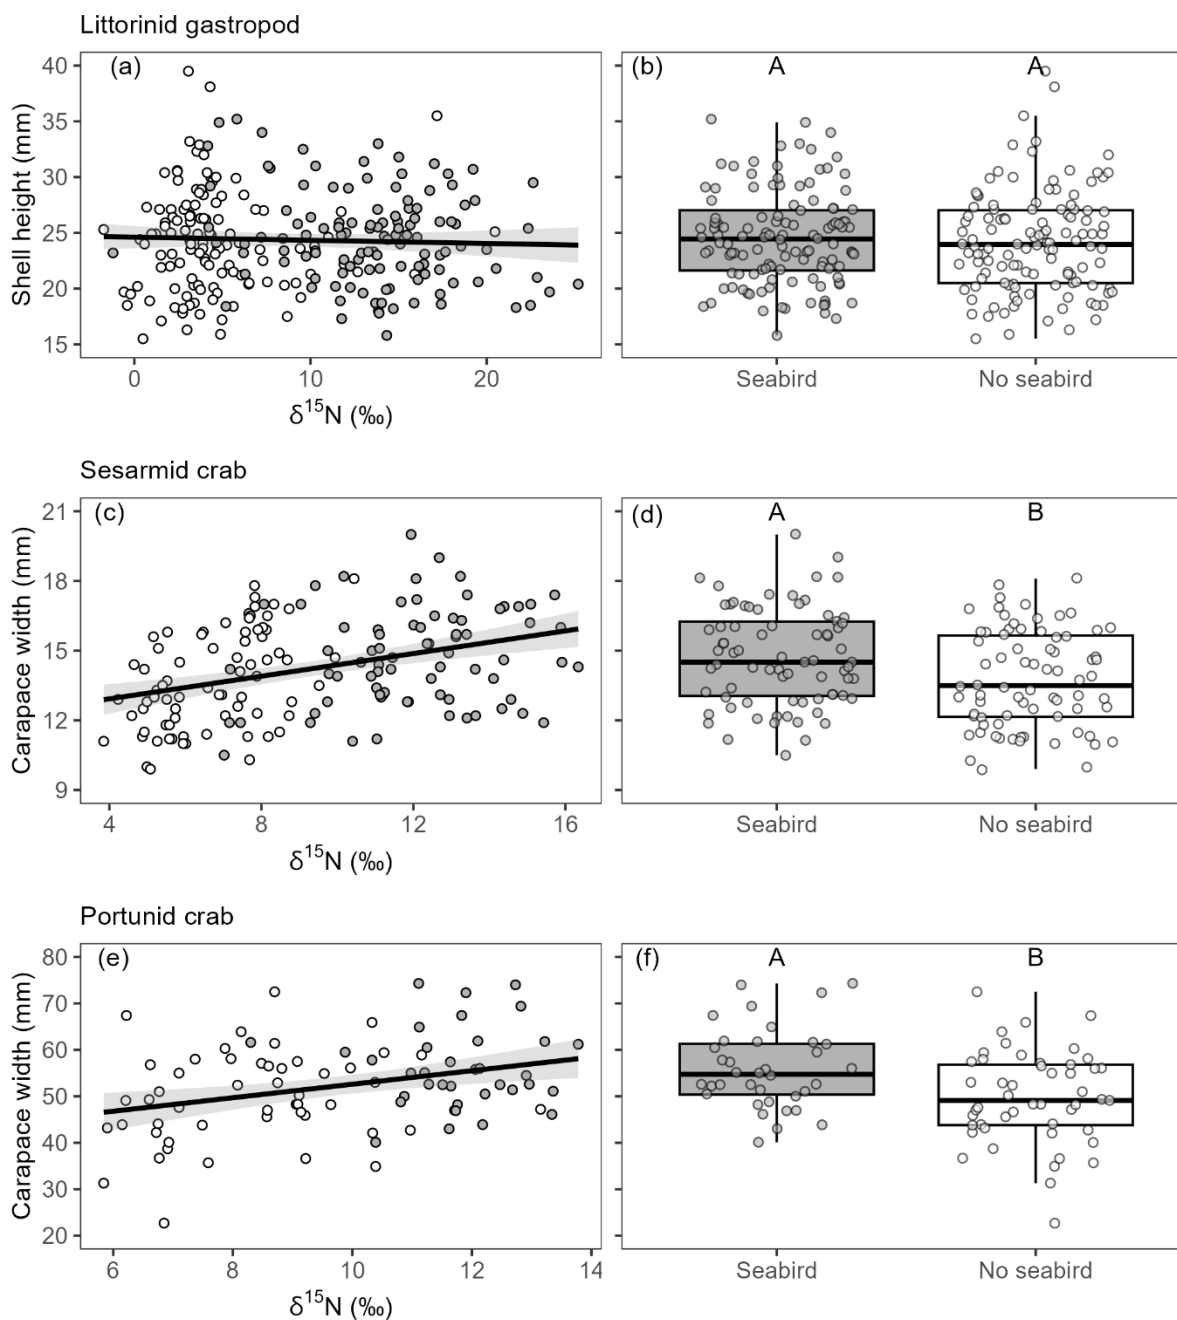 Littorinid gastropod
(a)
Shell height (mm)
40
35
30
25
20
15
0 10 20
δ15N (‰)
(b)
A A
Seabird No seabird
Sesarmid crab
(c)
Carapace width (mm)
21
18
15
12
9
4 8 12 16
δ15N (‰)
(d)
A B
Seabird No seabird
Portunid crab
(e)
Carapace width (mm)
80
70
60
50
40
30
20
6 8 10 12 14
δ15N (‰)
(f)
A B
Seabird No seabird